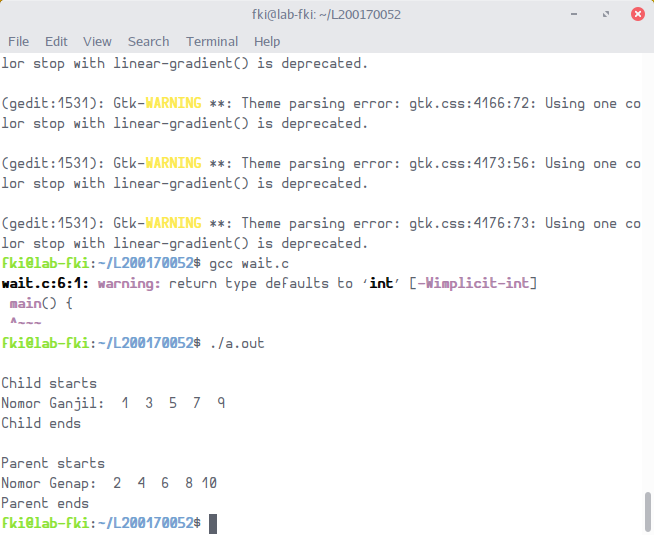 fki@lab-fki: ~/L200170052
File Edit View Search Terminal Help
lor stop with linear-gradient() is deprecated.
(gedit:1531): Gtk-WARNING **: Theme parsing error: gtk.css:4166:72: Using one co
lor stop with linear-gradient() is deprecated.
(gedit:1531): Gtk-WARNING **: Theme parsing error: gtk.css:4173:56: Using one co
lor stop with linear-gradient() is deprecated.
(gedit:1531): Gtk-WARNING **: Theme parsing error: gtk.css:4176:73: Using one co
lor stop with linear-gradient() is deprecated.
fki@lab-fki:~/L200170052$ gcc wait.c
wait.c:6:1: warning: return type defaults to ‘int’ [-Wimplicit-int]
main() {
^~~~
fki@lab-fki:~/L200170052$ ./a.out
Child starts
Nomor Ganjil:  1  3  5  7  9
Child ends
Parent starts
Nomor Genap:  2  4  6  8 10
Parent ends
fki@lab-fki:~/L200170052$